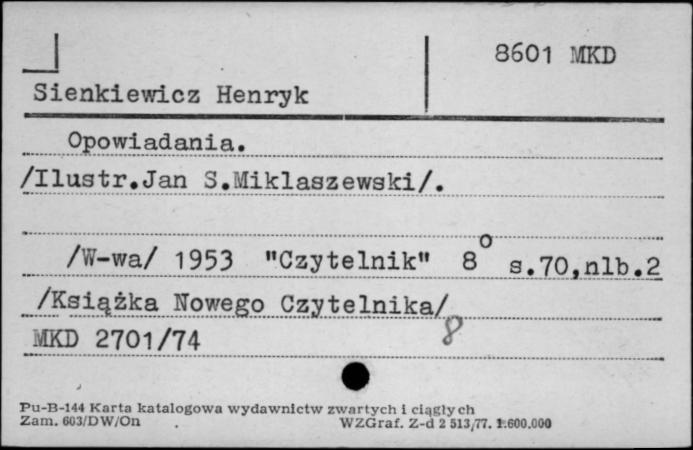 8601 MKD
Sienkiewicz Henryk
Opowiadania.
/Ilustr.Jan S.Miklaszewski/.
/W-wa/ 1953 "Czytelnik" 8° s.70,nlb.2
/Książka Nowego Czytelnika/
MKD 2701/74 8
Pu-B-144 Karta katalogowa wydawnictw zwartych i ciągłych
Zam. 603/DW/On WZGraf. Z-d 2 513/77. 1.600.000